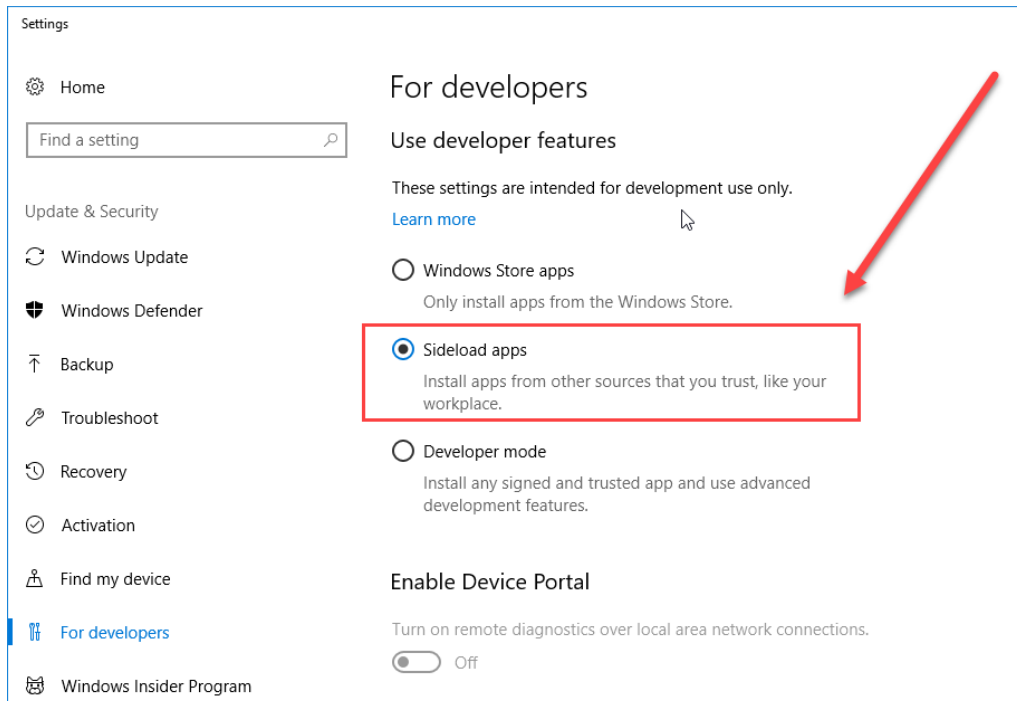 Settings
Home
Find a setting
Update & Security
Windows Update
Windows Defender
Backup
Troubleshoot
Recovery
Activation
Find my device
For developers
Windows Insider Program
For developers
Use developer features
These settings are intended for development use only.
Learn more
Windows Store apps
Only install apps from the Windows Store.
Sideload apps
Install apps from other sources that you trust, like your
workplace.
Developer mode
Install any signed and trusted app and use advanced
development features.
Enable Device Portal
Turn on remote diagnostics over local area network connections.
Off